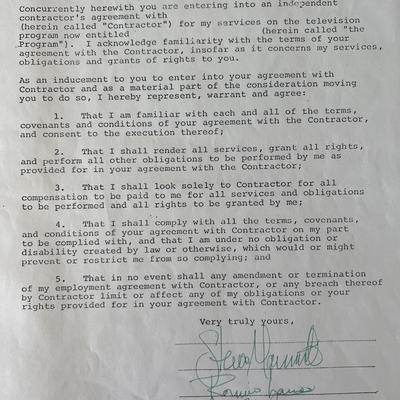 Concurrently herewith you are entering into an independent
contractor's agreement with
(herein called "Contractor") for my services on the television
program now entitled (herein called "the
Program"). I acknowledge familiarity with the terms of your
agreement with the Contractor, insofar as it concerns my services,
obligations and grants of rights to you.
As an inducement to you to enter into your agreement with
Contractor and as a material part of the consideration moving
you to do so, I hereby represent, warrant and agree:
1. That I am familiar with each and all of the terms,
covenants and conditions of your agreement with the Contractor,
and consent to the execution thereof;
2. That I shall render all services, grant all rights,
and perform all other obligations to be performed by me as
provided for in your agreement with the Contractor;
3. That I shall look solely to Contractor for all
compensation to be paid to me for all services and obligations
to be performed and all rights to be granted by me;
4. That I shall comply with all the terms, covenants,
and conditions of your agreement with Contractor on my part
to be complied with, and that I am under no obligation or
disability created by law or otherwise, which would or might
prevent or restrict me from so complying; and
5. That in no event shall any amendment or termination
of my employment agreement with Contractor, or any breach thereof
by Contractor limit or affect any of my obligations or your
rights provided for in your agreement with Contractor.
Very truly yours,